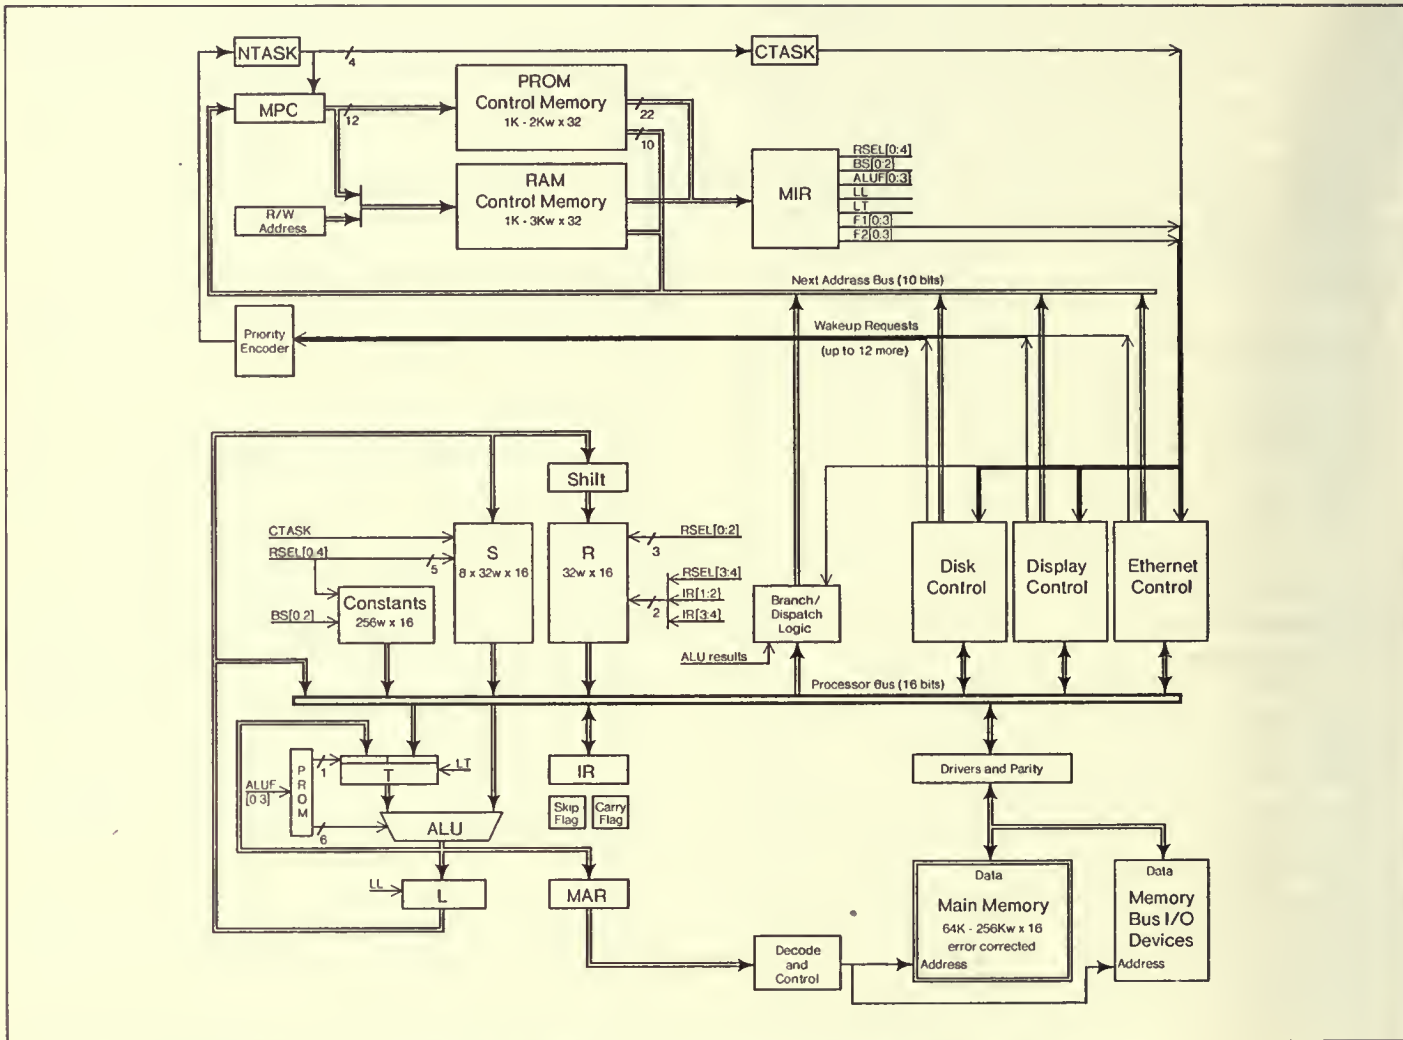 NTASK
4
CTASK
MPC
12
PROM
Control Memory
1K - 2Kw x 32
22
10
R/W
Address
RAM
Control Memory
1K - 3Kw x 32
MIR
RSEL[0:4]
BS[0:2]
ALUF[0:3]
LL
LT
F1[0:3]
F2[0:3]
Next Address Bus (10 bits)
Priority
Encoder
Wakeup Requests
(up to 12 more)
Shift
CTASK
RSEL[0:4]
5
S
8 x 32w x 16
R
32w x 16
RSEL[0:2]
3
RSEL[3:4]
IR[1:2]
2
IR[3:4]
Constants
256w x 16
BS[0:2]
Branch/
Dispatch
Logic
ALU results
Disk
Control
Display
Control
Ethernet
Control
Processor Bus (16 bits)
PROM
1
T
LT
ALUF
[0:3]
6
ALU
IR
Skip
Flag
Carry
Flag
Drivers and Parity
LL
L
MAR
Decode
and
Control
Data
Main Memory
64K - 256Kw x 16
error corrected
Address
Data
Memory
Bus I/O
Devices
Address